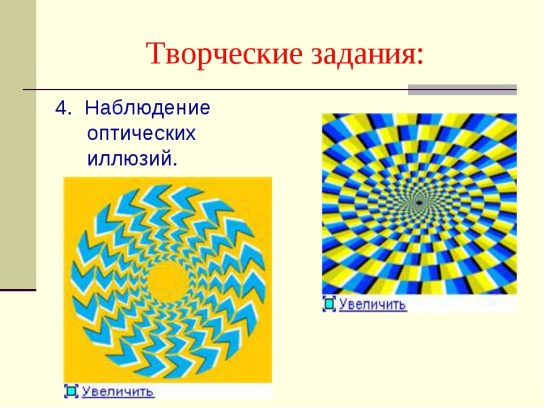 Творческие задания:
4. Наблюдение
оптических
иллюзий.
Увеличить
Увеличить